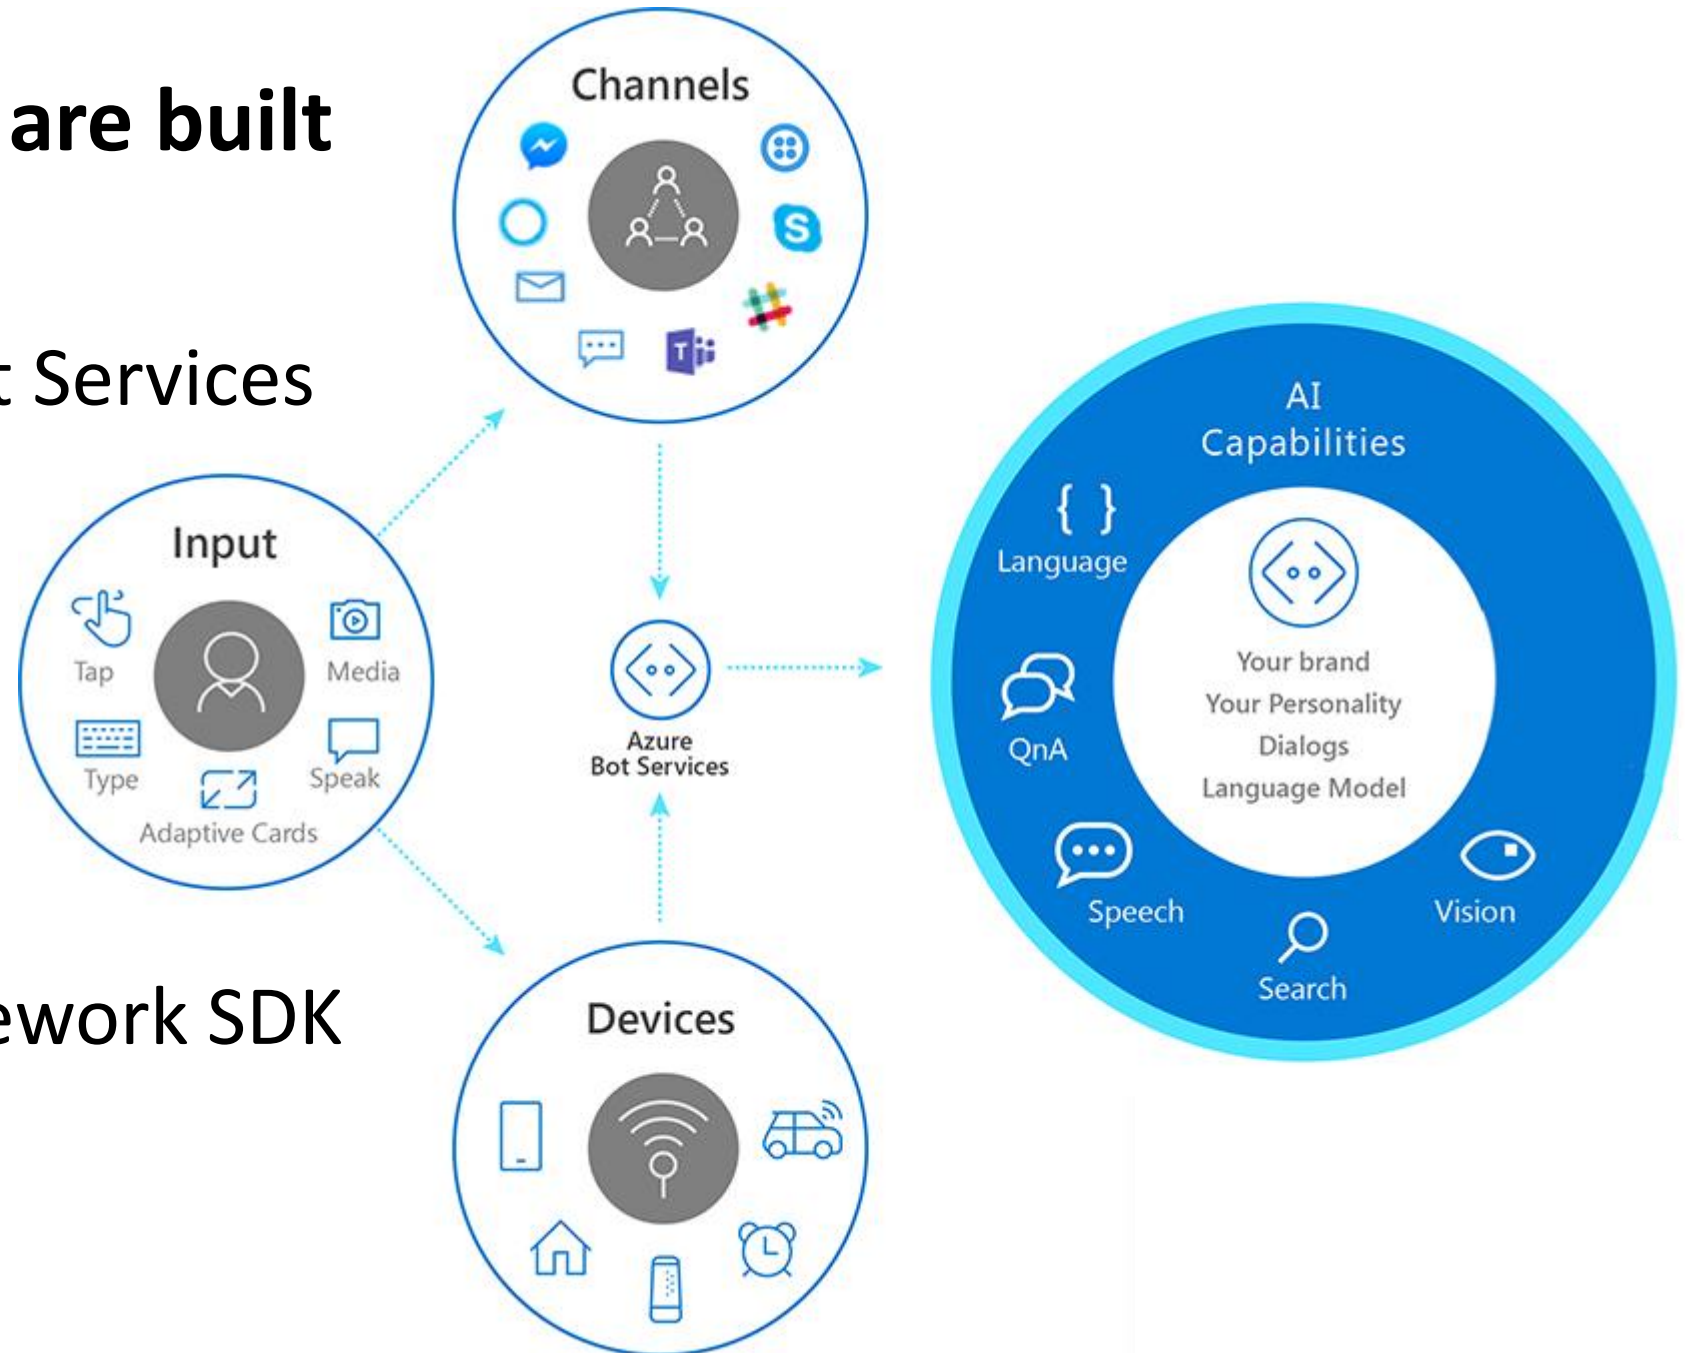 are built
t Services
ework SDK
Channels
Input
Tap
Media
Type
Speak
Adaptive Cards
Azure
Bot Services
Devices
AI
Capabilities
{ }
Language
QnA
Speech
Search
Vision
Your brand
Your Personality
Dialogs
Language Model
S
T